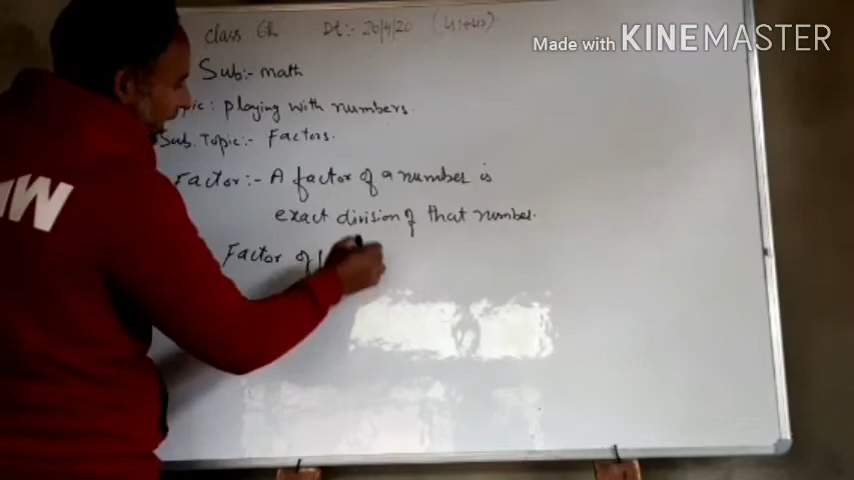 Made with KINEMASTER
class 6th Dt:- 20/4/20
Sub:- math
pic: playing with numbers.
Sub. Topic:- Factors.
Factor:- A factor of a number is
exact division of that number.
Factor of